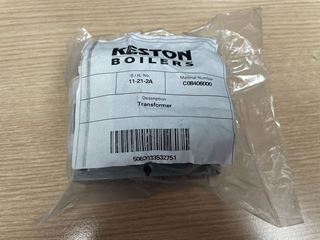 KESTON
BOILERS
S.I.N. No.
Material Number
11-21-2A
C08406000
Description
Transformer
5060033532751